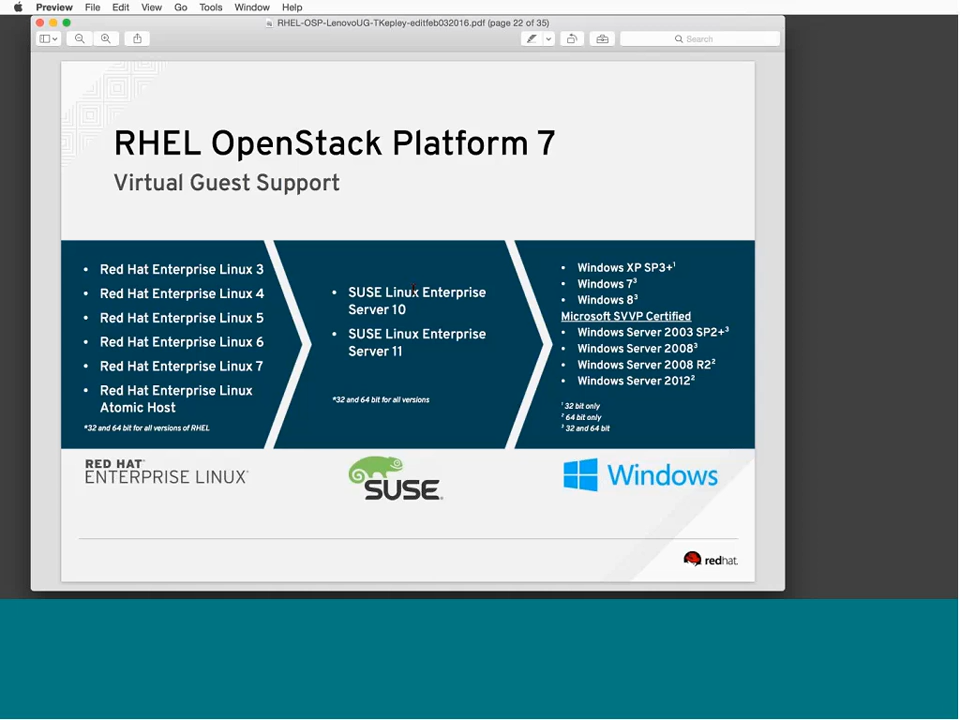 Preview File Edit View Go Tools Window Help
RHEL-OSP-LenovoUG-TKepley-editfeb032016.pdf (page 22 of 35)
Search
RHEL OpenStack Platform 7
Virtual Guest Support
• Red Hat Enterprise Linux 3
• Red Hat Enterprise Linux 4
• Red Hat Enterprise Linux 5
• Red Hat Enterprise Linux 6
• Red Hat Enterprise Linux 7
• Red Hat Enterprise Linux
Atomic Host
*32 and 64 bit for all versions of RHEL
• SUSE Linux Enterprise
Server 10
• SUSE Linux Enterprise
Server 11
*32 and 64 bit for all versions
• Windows XP SP3+¹
• Windows 7³
• Windows 8³
Microsoft SVVP Certified
• Windows Server 2003 SP2+³
• Windows Server 2008³
• Windows Server 2008 R2²
• Windows Server 2012²
¹ 32 bit only
² 64 bit only
³ 32 and 64 bit
RED HAT™
ENTERPRISE LINUX®
SUSE®
Windows
redhat.